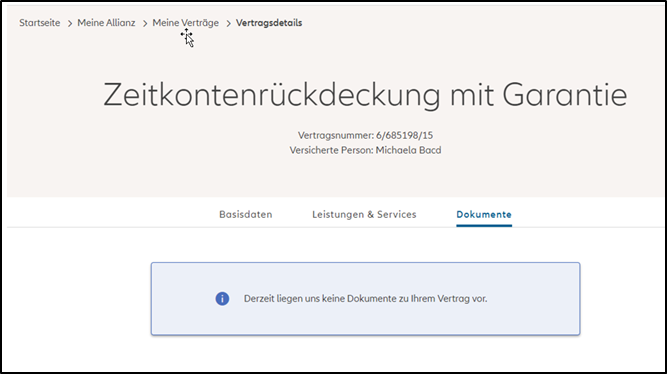 Startseite > Meine Allianz > Meine Verträge > Vertragsdetails
Zeitkontenrückdeckung mit Garantie
Vertragsnummer: 6/685198/15
Versicherte Person: Michaela Bacd
Basisdaten Leistungen & Services Dokumente
Derzeit liegen uns keine Dokumente zu Ihrem Vertrag vor.